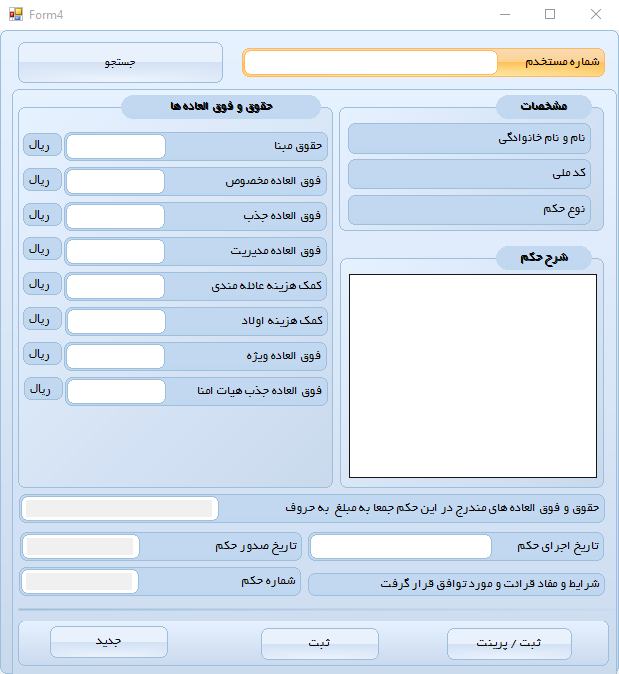 Form4
شماره مستخدم
جستجو
مشخصات
نام و نام خانوادگی
کد ملی
نوع حکم
شرح حکم
حقوق و فوق العاده ها
حقوق مبنا
ریال
فوق العاده مخصوص
ریال
فوق العاده جذب
ریال
فوق العاده مدیریت
ریال
کمک هزینه عائله مندی
ریال
کمک هزینه اولاد
ریال
فوق العاده ویژه
ریال
فوق العاده جذب هیات امنا
ریال
حقوق و فوق العاده های مندرج در این حکم جمعا به مبلغ به حروف
تاریخ اجرای حکم
تاریخ صدور حکم
شرایط و مفاد قرائت و مورد توافق قرار گرفت
شماره حکم
ثبت / پرینت
ثبت
جدید